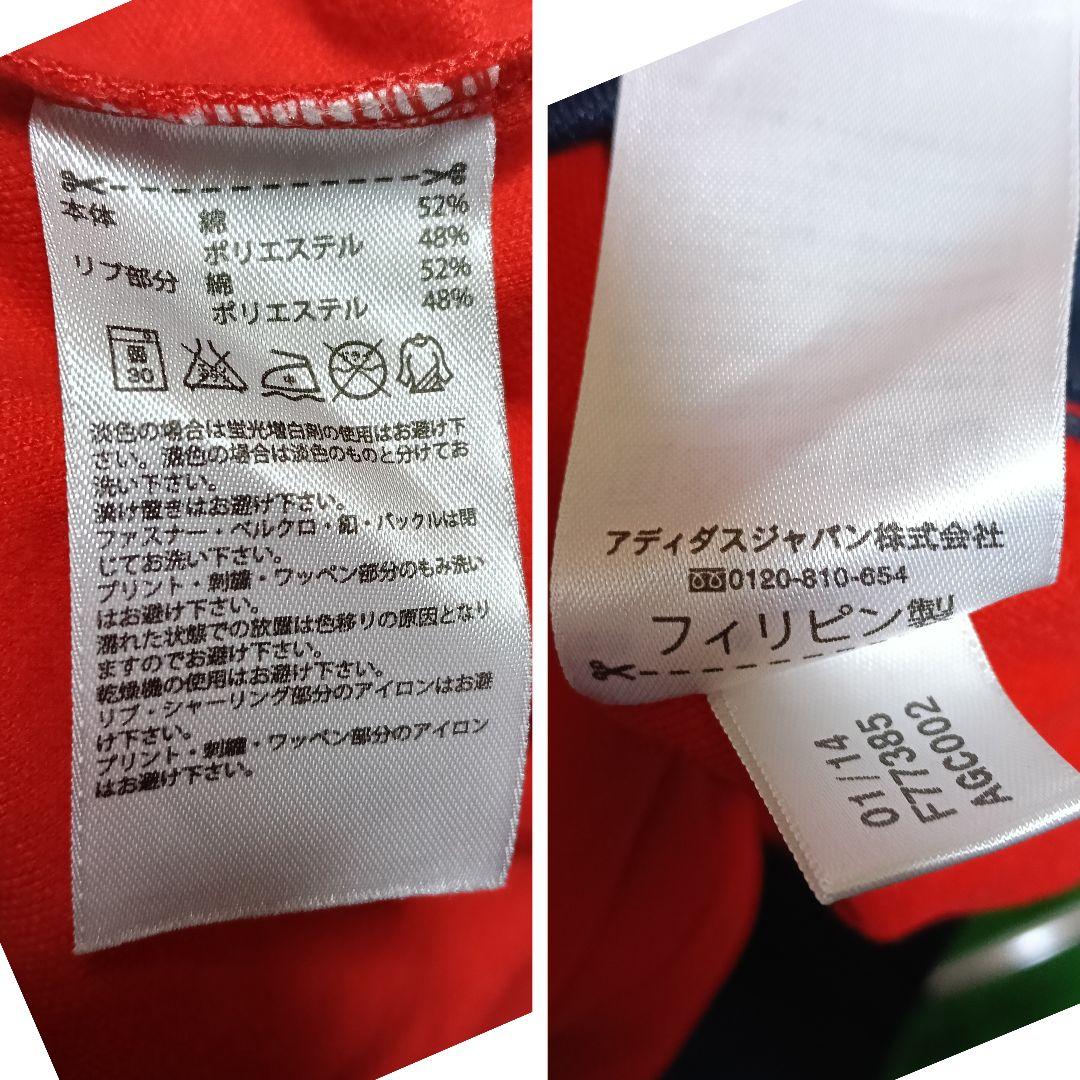 本体 綿 52%
ポリエステル 48%
リブ部分 綿 52%
ポリエステル 48%
30
淡色の場合は蛍光増白剤の使用はお避け下
さい。濃色の場合は淡色のものと分けてお
洗い下さい。
漬け置きはお避け下さい。
ファスナー・ベルクロ・釦・バックルは閉
じてお洗い下さい。
プリント・刺繍・ワッペン部分のもみ洗い
はお避け下さい。
濡れた状態での放置は色移りの原因となり
ますのでお避け下さい。
乾燥機の使用はお避け下さい。
リブ・シャーリング部分のアイロンはお避
け下さい。
プリント・刺繍・ワッペン部分のアイロン
はお避け下さい。
アディダスジャパン株式会社
0120-810-654
フィリピン製
01/14
F77385
AGC002